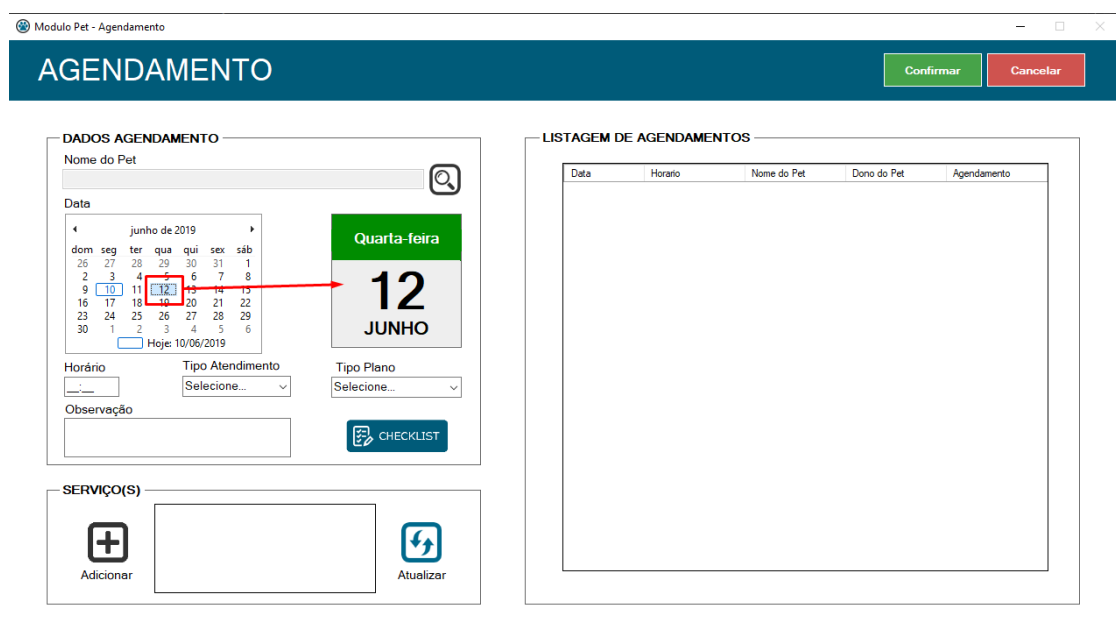 Modulo Pet - Agendamento
AGENDAMENTO
Confirmar
Cancelar
DADOS AGENDAMENTO
Nome do Pet
Data
junho de 2019
dom seg ter qua qui sex sáb
26 27 28 29 30 31 1
2 3 4 5 6 7 8
9 10 11 12 13 14 15
16 17 18 19 20 21 22
23 24 25 26 27 28 29
30 1 2 3 4 5 6
Hoje: 10/06/2019
Quarta-feira
12
JUNHO
Horário
__:__
Tipo Atendimento
Selecione...
Tipo Plano
Selecione...
Observação
CHECKLIST
SERVIÇO(S)
Adicionar
Atualizar
LISTAGEM DE AGENDAMENTOS
Data Horario Nome do Pet Dono do Pet Agendamento